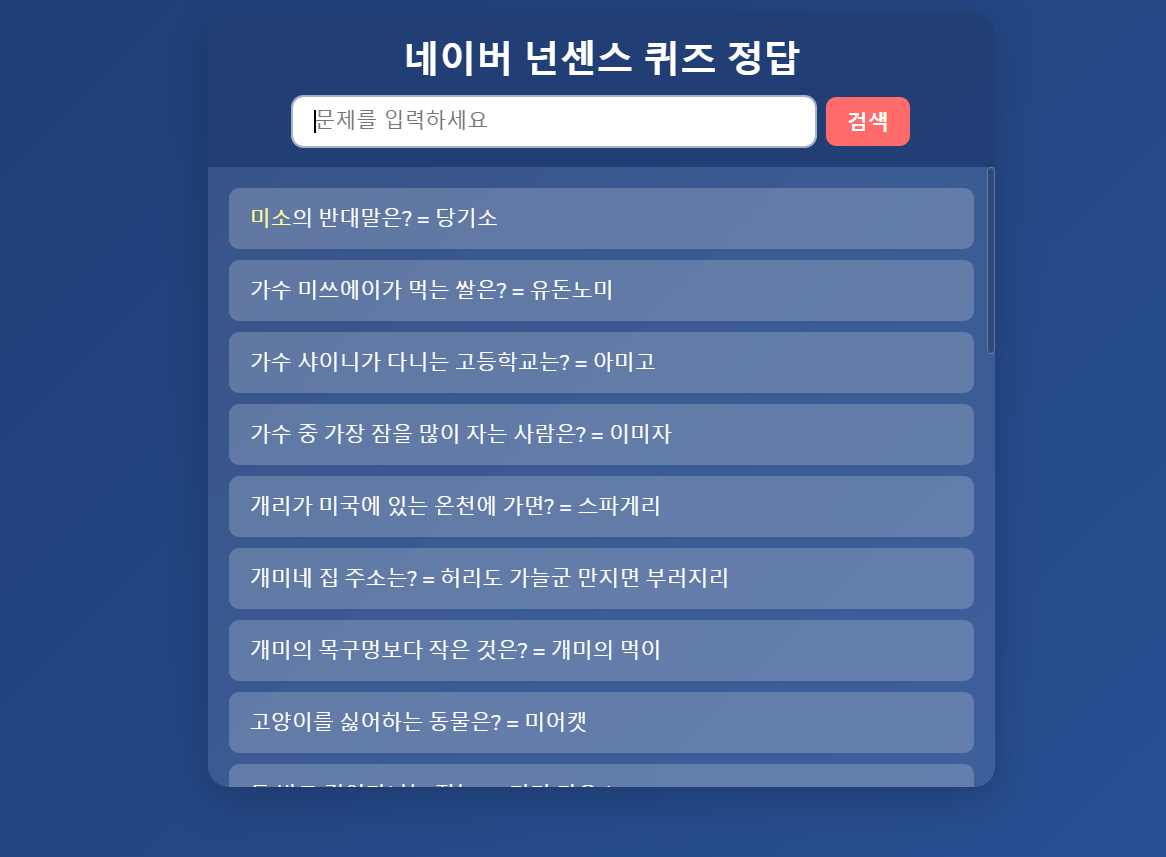 네이버 넌센스 퀴즈 정답
문제를 입력하세요
검색
미소의 반대말은? = 당기소
가수 미쓰에이가 먹는 쌀은? = 유돈노미
가수 샤이니가 다니는 고등학교는? = 아미고
가수 중 가장 잠을 많이 자는 사람은? = 이미자
개리가 미국에 있는 온천에 가면? = 스파게리
개미네 집 주소는? = 허리도 가늘군 만지면 부러지리
개미의 목구멍보다 작은 것은? = 개미의 먹이
고양이를 싫어하는 동물은? = 미어캣